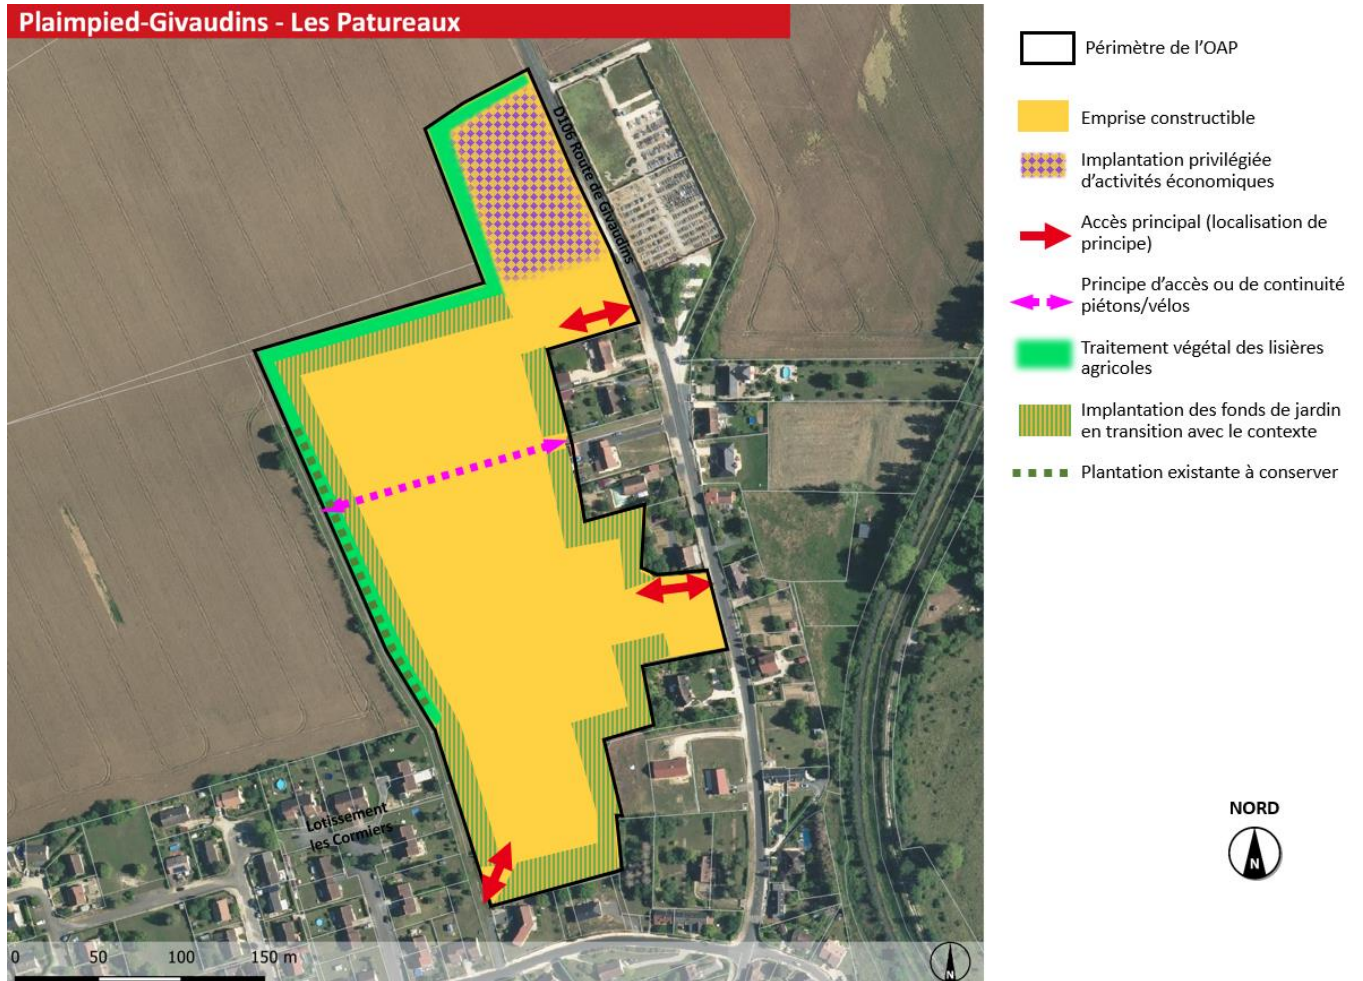 Plaimpied-Givaudins - Les Patureaux
D106 Route de Givaudins
Lotissement
les Cormiers
0 50 100 150 m
N
Périmètre de l'OAP
Emprise constructible
Implantation privilégiée
d'activités économiques
Accès principal (localisation de
principe)
Principe d'accès ou de continuité
piétons/vélos
Traitement végétal des lisières
agricoles
Implantation des fonds de jardin
en transition avec le contexte
Plantation existante à conserver
NORD
N